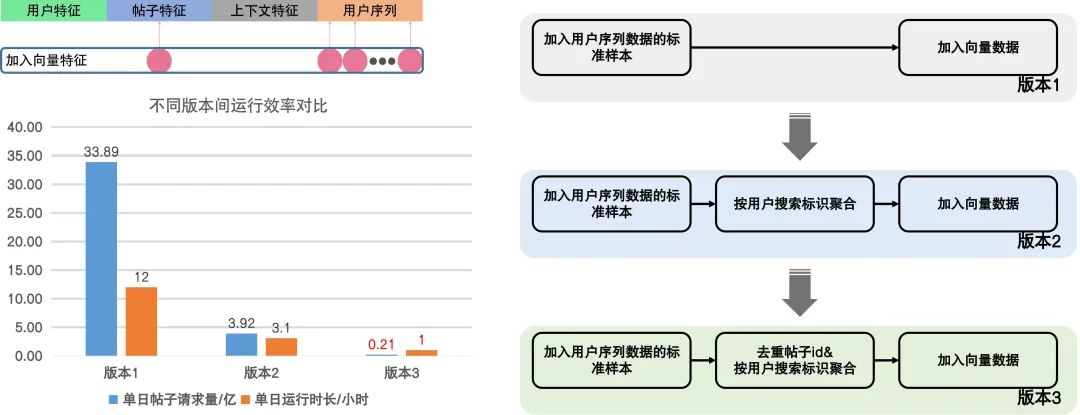 用户特征
帖子特征
上下文特征
用户序列
加入向量特征
不同版本间运行效率对比
40.00
35.00
30.00
25.00
20.00
15.00
10.00
5.00
0.00
33.89
12
3.92
3.1
0.21
1
版本1
版本2
版本3
单日帖子请求量/亿
单日运行时长/小时
加入用户序列数据的标
准样本
加入向量数据
版本1
加入用户序列数据的标
准样本
按用户搜索标识聚合
加入向量数据
版本2
加入用户序列数据的标
准样本
去重帖子id&
按用户搜索标识聚合
加入向量数据
版本3